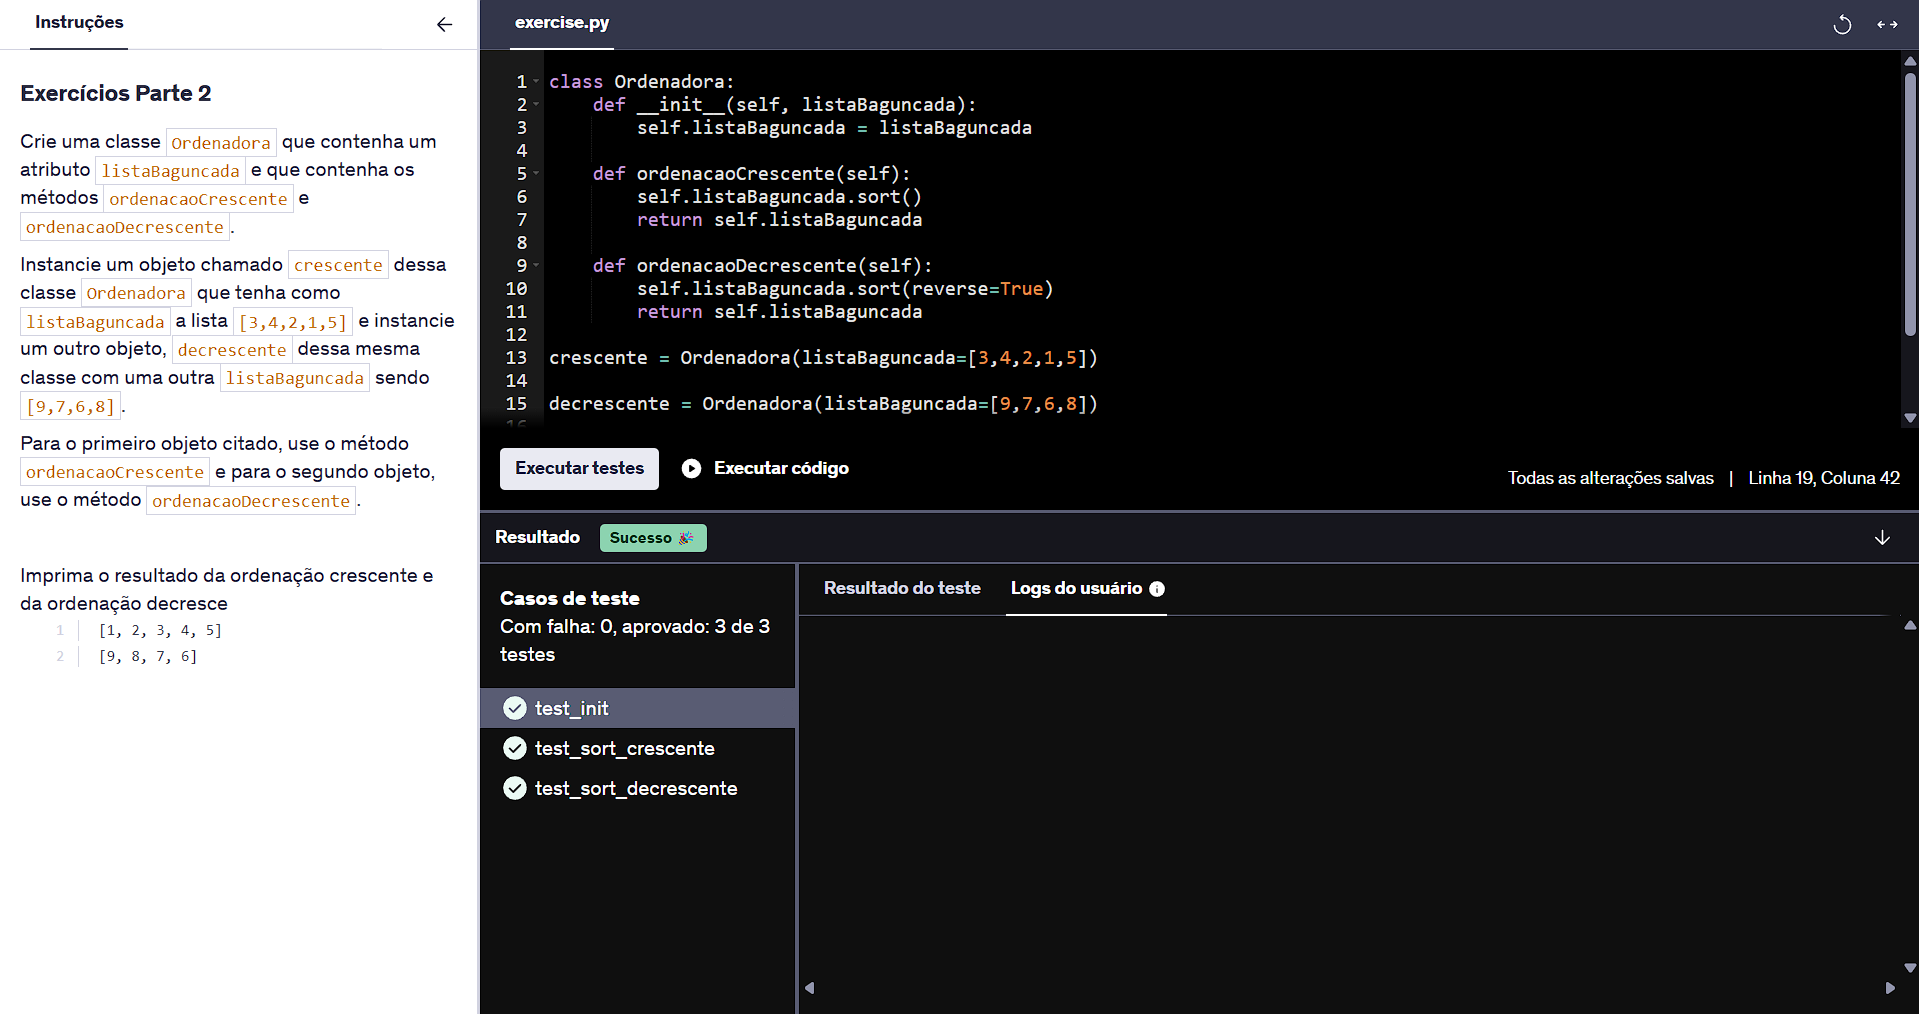 Instruções
Exercícios Parte 2
Crie uma classe Ordenadora que contenha um
atributo listaBaguncada e que contenha os
métodos ordenacaoCrescente e
ordenacaoDecrescente.
Instancie um objeto chamado crescente dessa
classe Ordenadora que tenha como
listaBaguncada a lista [3,4,2,1,5] e instancie
um outro objeto, decrescente dessa mesma
classe com uma outra listaBaguncada sendo
[9,7,6,8].
Para o primeiro objeto citado, use o método
ordenacaoCrescente e para o segundo objeto,
use o método ordenacaoDecrescente.
Imprima o resultado da ordenação crescente e
da ordenação decresce
1 [1, 2, 3, 4, 5]
2 [9, 8, 7, 6]
exercise.py
1 class Ordenadora:
2     def __init__(self, listaBaguncada):
3         self.listaBaguncada = listaBaguncada
4
5     def ordenacaoCrescente(self):
6         self.listaBaguncada.sort()
7         return self.listaBaguncada
8
9     def ordenacaoDecrescente(self):
10         self.listaBaguncada.sort(reverse=True)
11         return self.listaBaguncada
12
13 crescente = Ordenadora(listaBaguncada=[3,4,2,1,5])
14
15 decrescente = Ordenadora(listaBaguncada=[9,7,6,8])
16
Executar testes
Executar código
Todas as alterações salvas | Linha 19, Coluna 42
Resultado
Sucesso 🎉
Casos de teste
Com falha: 0, aprovado: 3 de 3
testes
test_init
test_sort_crescente
test_sort_decrescente
Resultado do teste
Logs do usuário